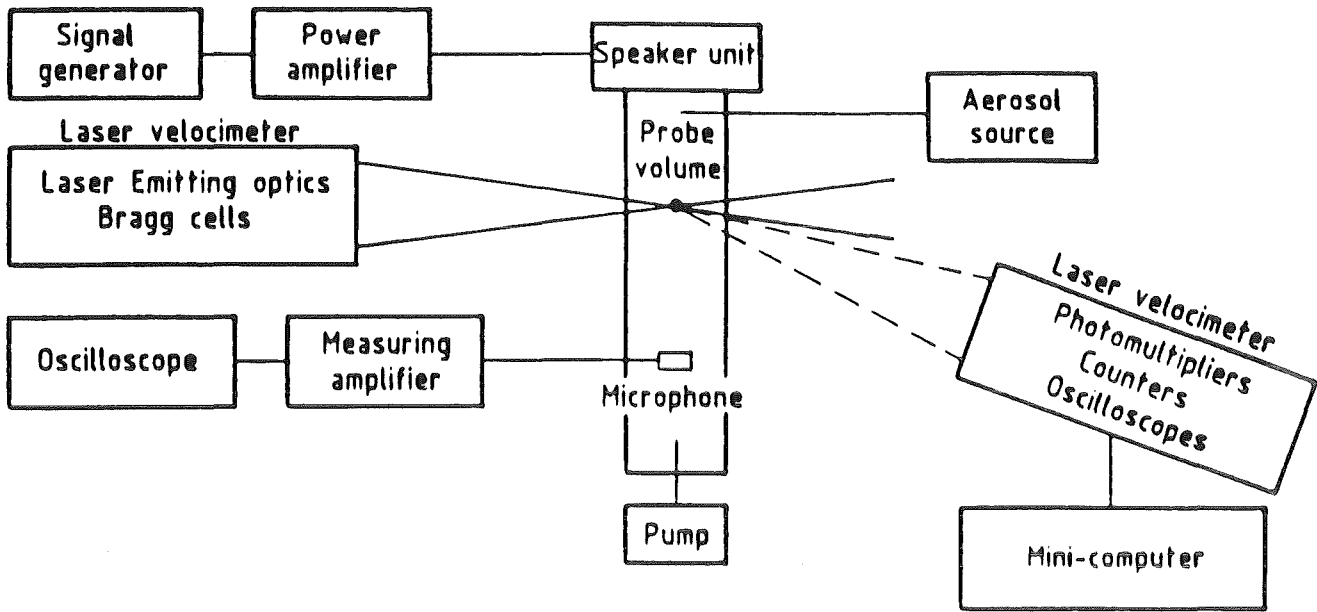 Signal
generator
Power
amplifier
Speaker unit
Aerosol
source
Laser velocimeter
Laser Emitting optics
Bragg cells
Probe
volume
Laser velocimeter
Photomultipliers
Counters
Oscilloscopes
Oscilloscope
Measuring
amplifier
Microphone
Pump
Mini-computer